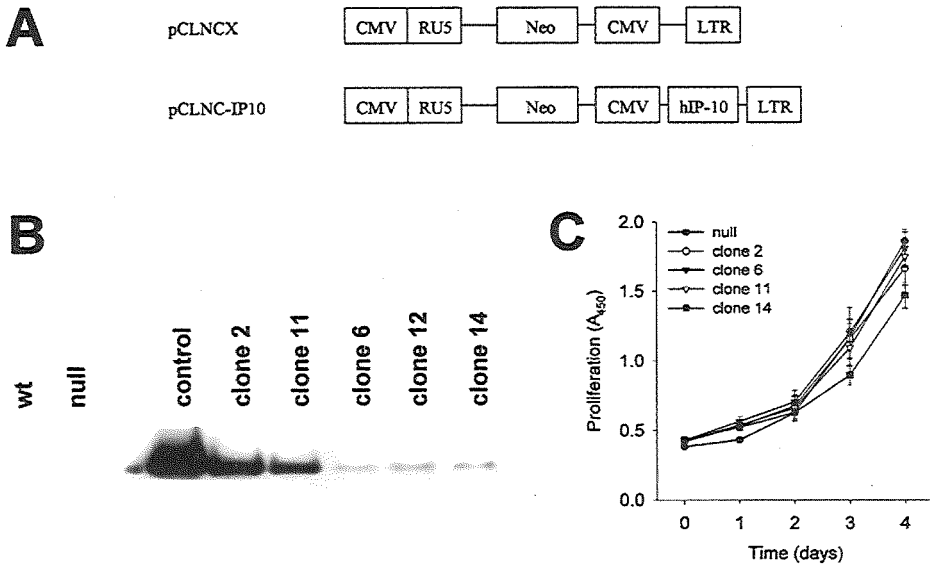 A
pCLNCX
CMV RU5 Neo CMV LTR
pCLNC-IP10
CMV RU5 Neo CMV hIP-10 LTR
B
wt
null
control
clone 2
clone 11
clone 6
clone 12
clone 14
C
Proliferation (A450)
2.0
1.5
1.0
0.5
0.0
null
clone 2
clone 6
clone 11
clone 14
0 1 2 3 4
Time (days)